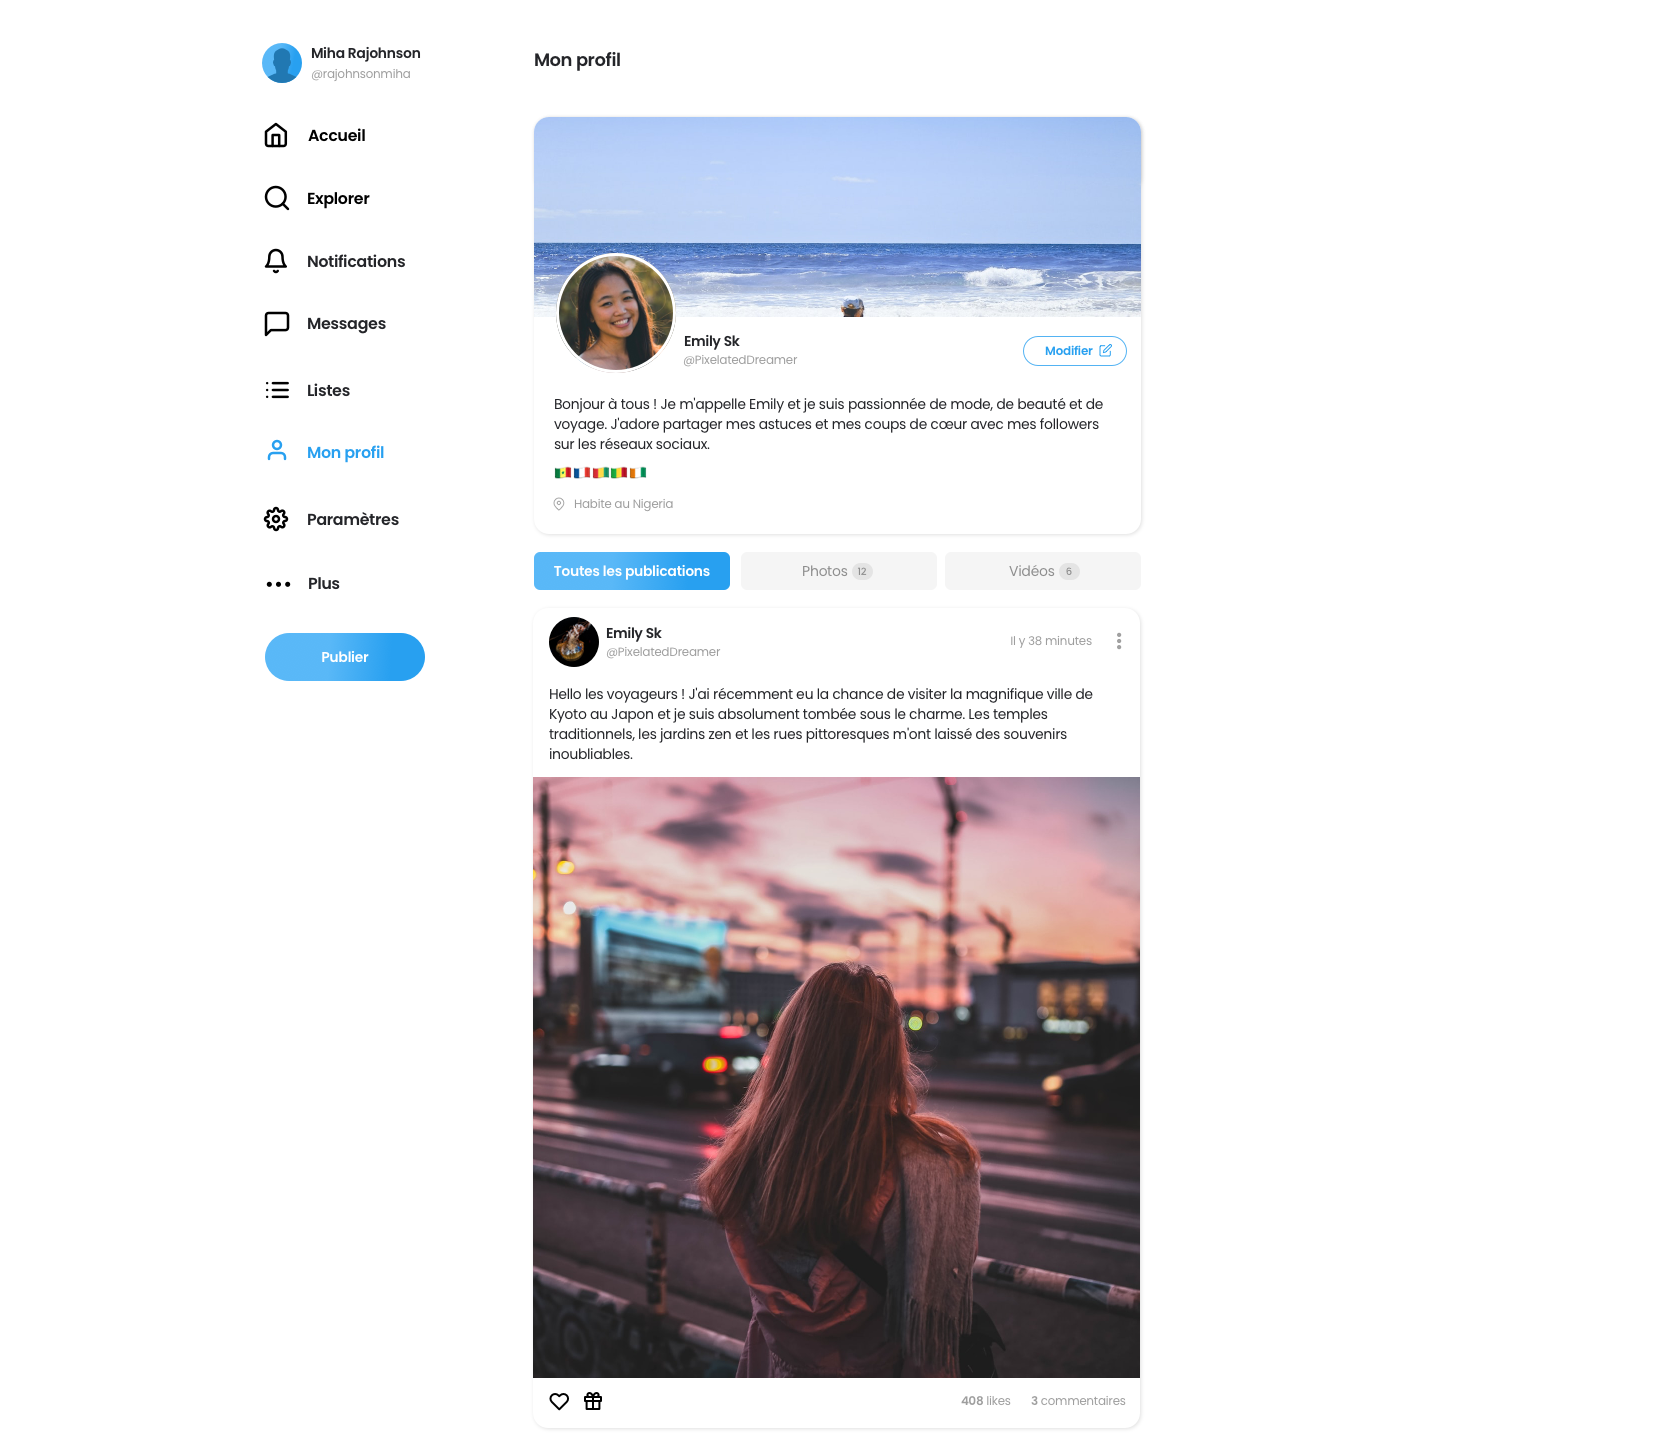 Miha Rajohnson
@rajohnsonmiha
Accueil
Explorer
Notifications
Messages
Listes
Mon profil
Paramètres
Plus
Publier
Mon profil
Emily Sk
@PixelatedDreamer
Modifier
Bonjour à tous ! Je m'appelle Emily et je suis passionnée de mode, de beauté et de
voyage. J'adore partager mes astuces et mes coups de cœur avec mes followers
sur les réseaux sociaux.
Habite au Nigeria
Toutes les publications
Photos 12
Vidéos 6
Emily Sk
@PixelatedDreamer
Il y 38 minutes
Hello les voyageurs ! J'ai récemment eu la chance de visiter la magnifique ville de
Kyoto au Japon et je suis absolument tombée sous le charme. Les temples
traditionnels, les jardins zen et les rues pittoresques m'ont laissé des souvenirs
inoubliables.
408 likes
3 commentaires